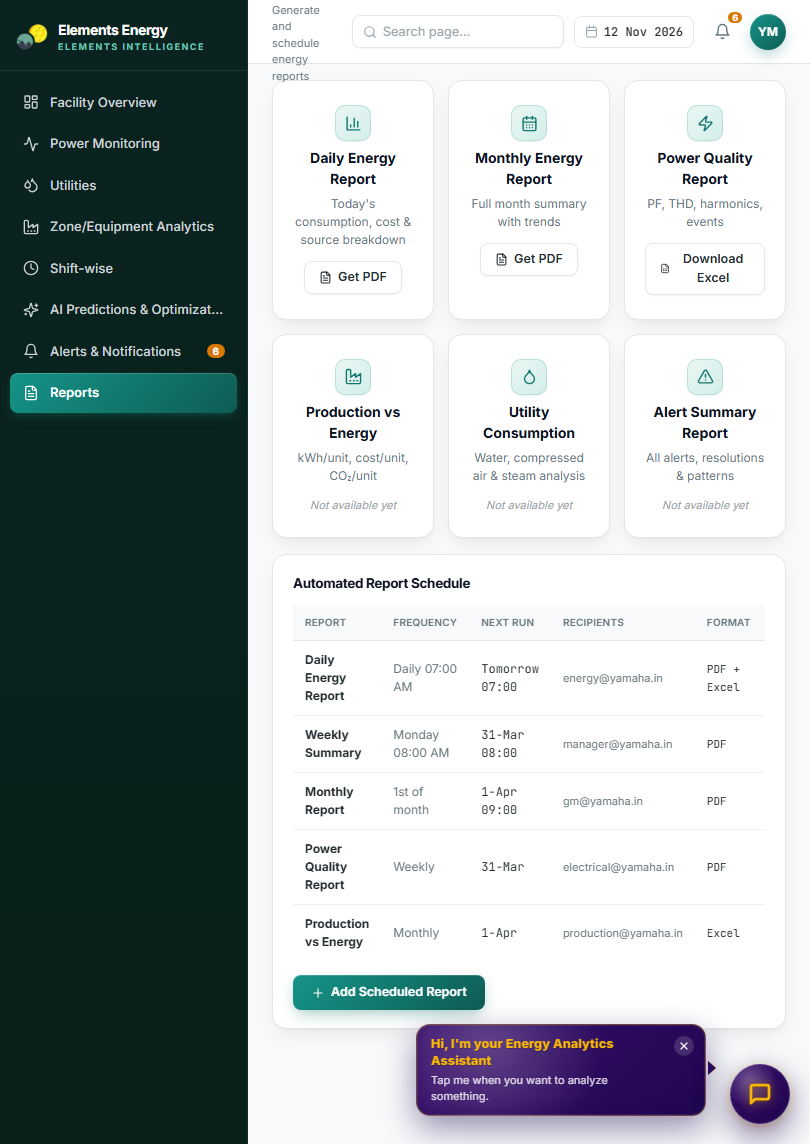 Elements Energy
ELEMENTS INTELLIGENCE
Facility Overview
Power Monitoring
Utilities
Zone/Equipment Analytics
Shift-wise
AI Predictions & Optimizat...
Alerts & Notifications 6
Reports
Generate
and
schedule
energy
reports
Search page...
12 Nov 2026
6
YM
Daily Energy
Report
Today's
consumption, cost &
source breakdown
Get PDF
Monthly Energy
Report
Full month summary
with trends
Get PDF
Power Quality
Report
PF, THD, harmonics,
events
Download
Excel
Production vs
Energy
kWh/unit, cost/unit,
CO₂/unit
Not available yet
Utility
Consumption
Water, compressed
air & steam analysis
Not available yet
Alert Summary
Report
All alerts, resolutions
& patterns
Not available yet
Automated Report Schedule
REPORT FREQUENCY NEXT RUN RECIPIENTS FORMAT
Daily
Energy
Report
Daily 07:00
AM
Tomorrow
07:00
energy@yamaha.in
PDF +
Excel
Weekly
Summary
Monday
08:00 AM
31-Mar
08:00
manager@yamaha.in
PDF
Monthly
Report
1st of
month
1-Apr
09:00
gm@yamaha.in
PDF
Power
Quality
Report
Weekly
31-Mar
electrical@yamaha.in
PDF
Production
vs Energy
Monthly
1-Apr
production@yamaha.in
Excel
+ Add Scheduled Report
Hi, I'm your Energy Analytics
Assistant
Tap me when you want to analyze
something.